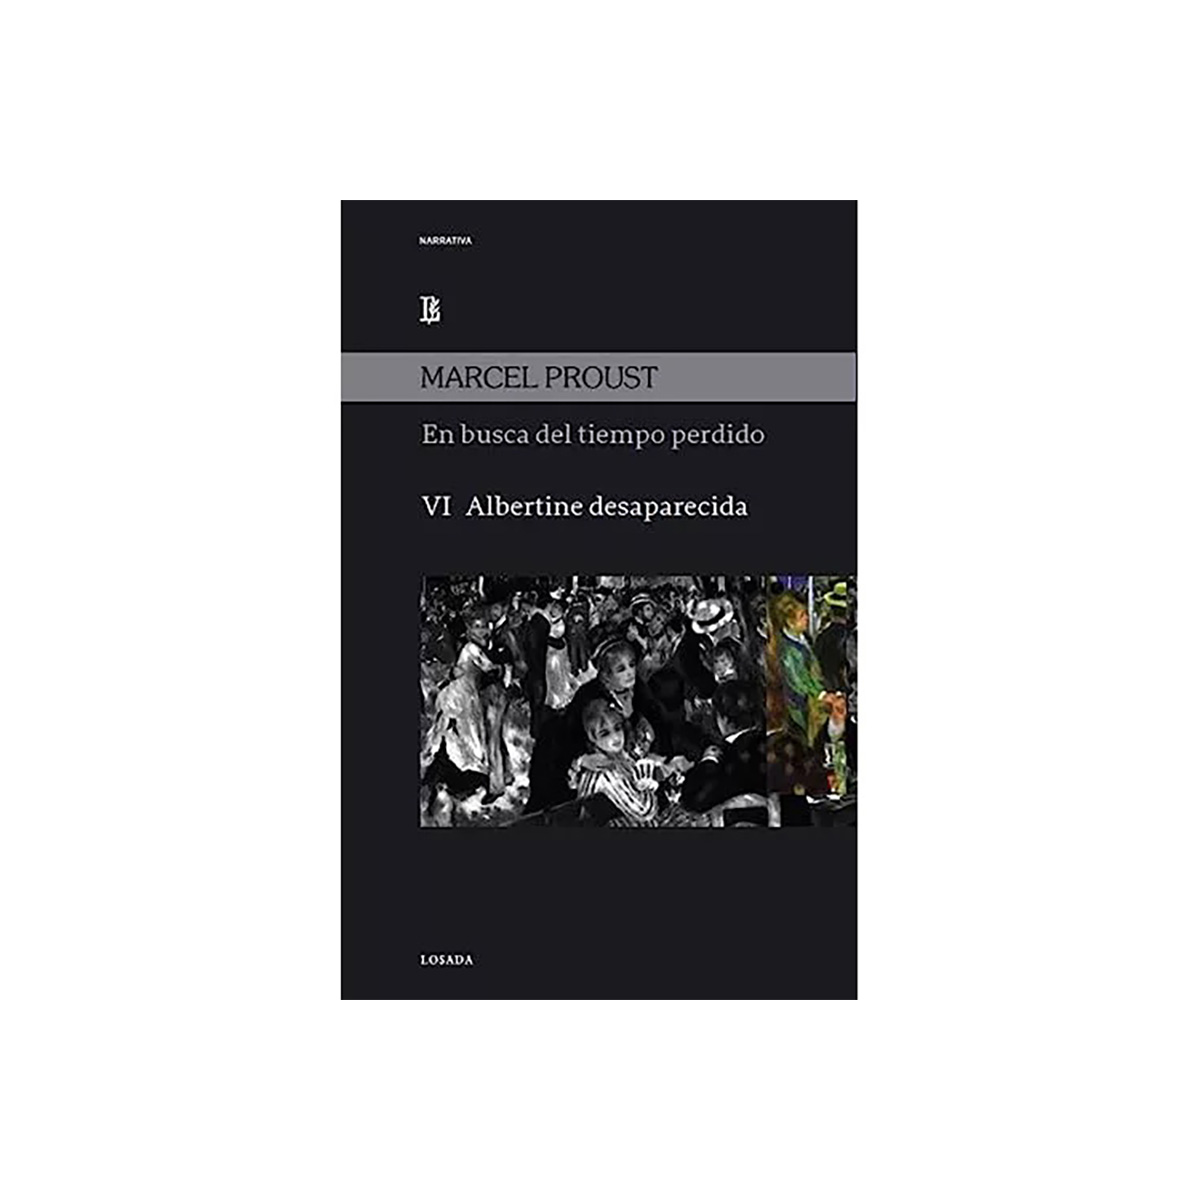 NARRATIVA
MARCEL PROUST
En busca del tiempo perdido
VI Albertine desaparecida
LOSADA